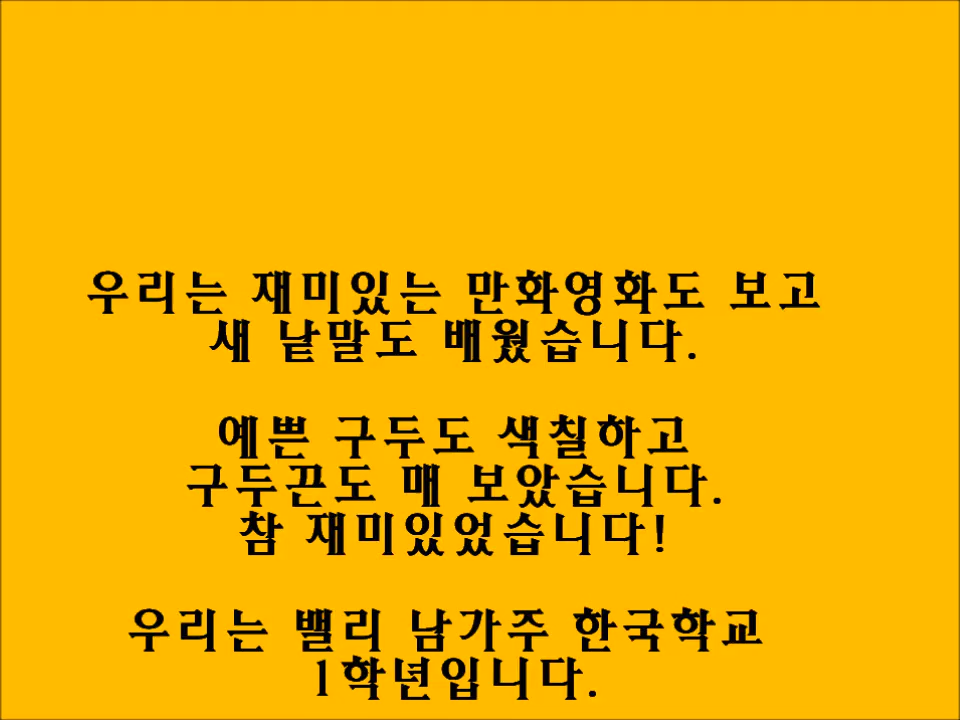 우리는 재미있는 만화영화도 보고
새 낱말도 배웠습니다.
예쁜 구두도 색칠하고
구두끈도 매 보았습니다.
참 재미있었습니다!
우리는 밸리 남가주 한국학교
1학년입니다.